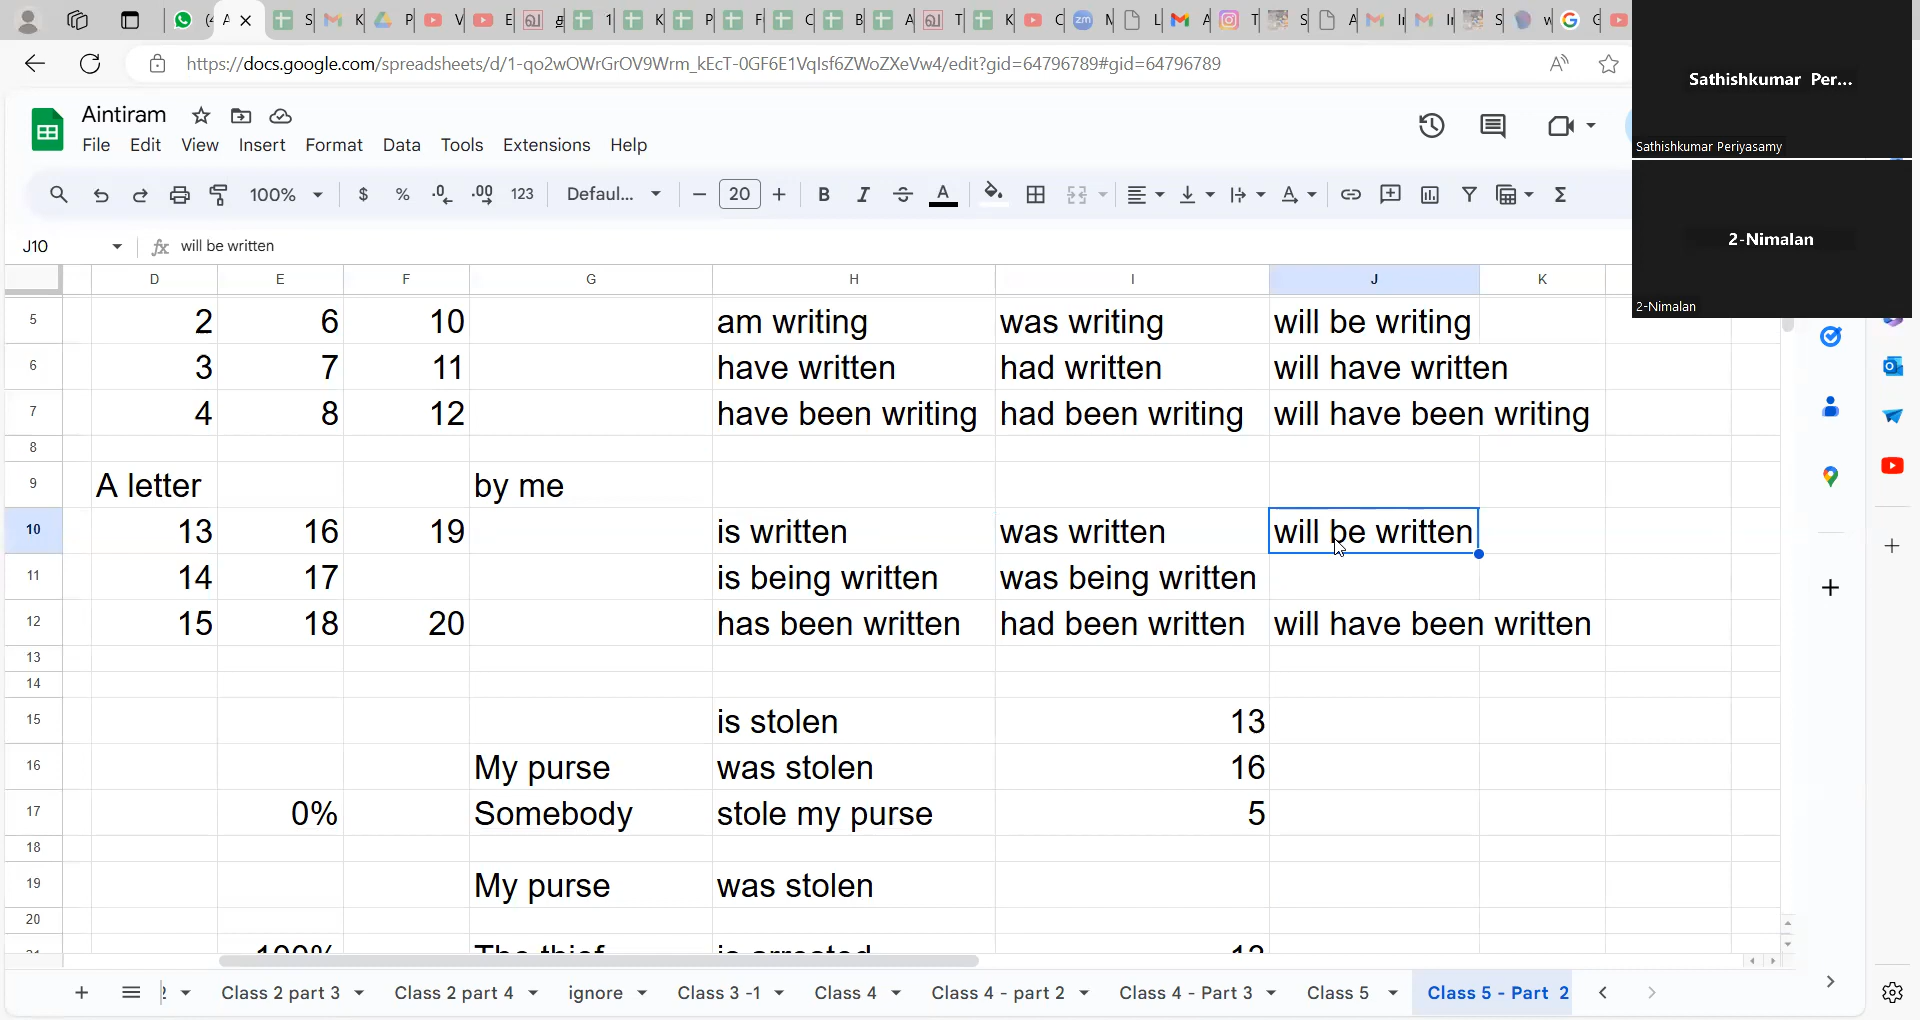 https://docs.google.com/spreadsheets/d/1-qo2wOWrGrOV9Wrm_kEcT-0GF6E1VqIsf6ZWoZXeVw4/edit?gid=64796789#gid=64796789
Sathishkumar Per...
Sathishkumar Periyasamy
2-Nimalan
2-Nimalan
Aintiram
File Edit View Insert Format Data Tools Extensions Help
100% $ % .0 .00 123 Defaul... 20
J10 fx will be written
D E F G H I J K
5 2 6 10 am writing was writing will be writing
6 3 7 11 have written had written will have written
7 4 8 12 have been writing had been writing will have been writing
8
9 A letter by me
10 13 16 19 is written was written will be written
11 14 17 is being written was being written
12 15 18 20 has been written had been written will have been written
13
14
15 is stolen 13
16 My purse was stolen 16
17 0% Somebody stole my purse 5
18
19 My purse was stolen
20
Class 2 part 3 Class 2 part 4 ignore Class 3 -1 Class 4 Class 4 - part 2 Class 4 - Part 3 Class 5 Class 5 - Part 2